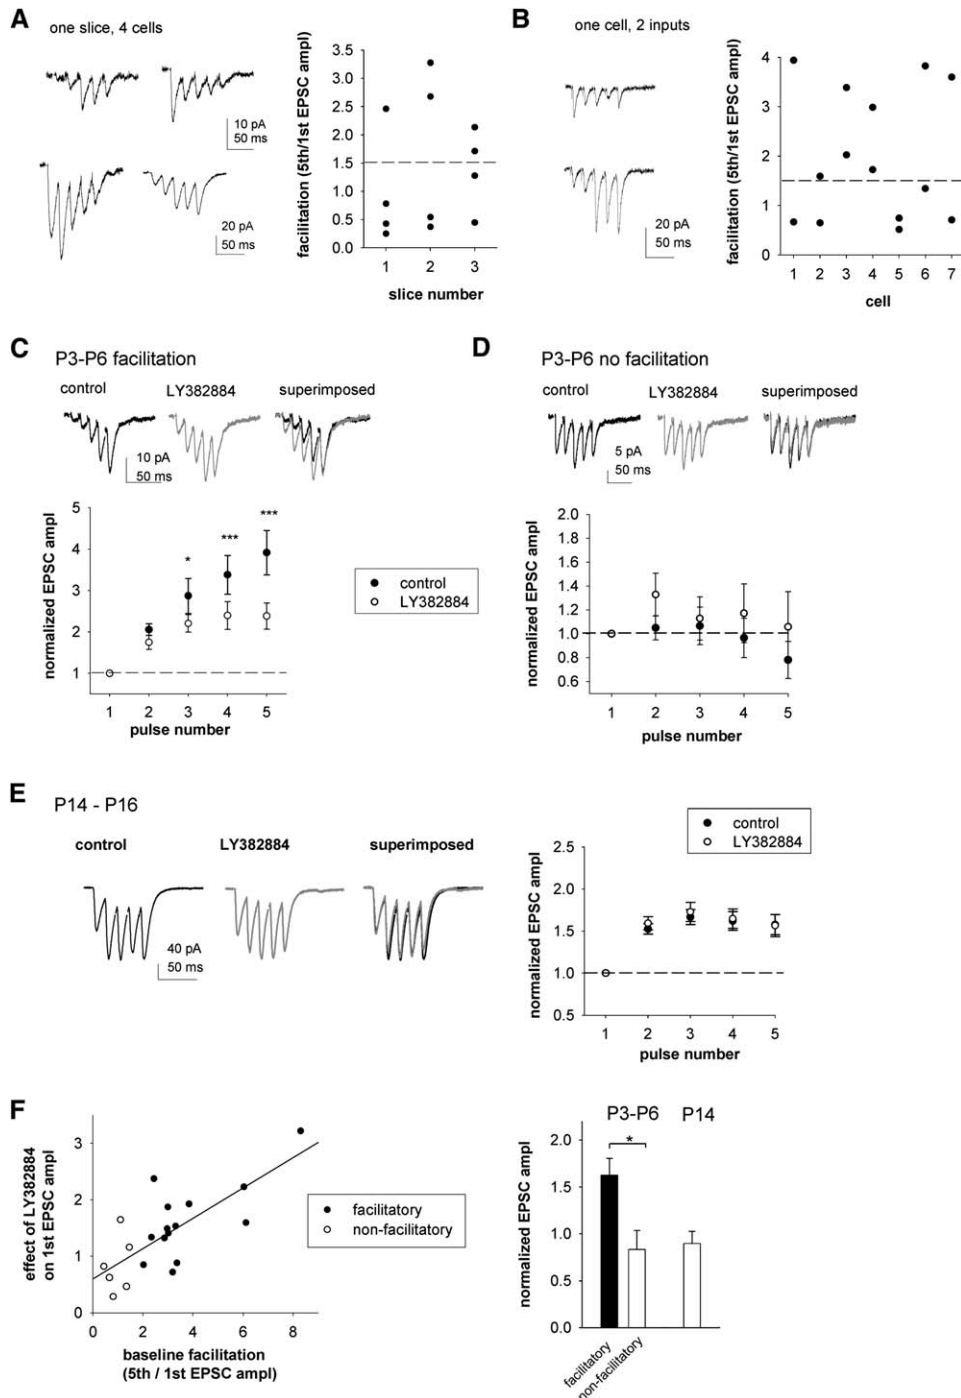 A
one slice, 4 cells
10 pA
50 ms
20 pA
50 ms
facilitation (5th/1st EPSC ampl)
3.5
3.0
2.5
2.0
1.5
1.0
0.5
0.0
1 2 3
slice number
B
one cell, 2 inputs
20 pA
50 ms
facilitation (5th/1st EPSC ampl)
4
3
2
1
0
1 2 3 4 5 6 7
cell
C
P3-P6 facilitation
control
LY382884
superimposed
10 pA
50 ms
normalized EPSC ampl
5
4
3
2
1
*
***
***
1 2 3 4 5
pulse number
control
LY382884
D
P3-P6 no facilitation
control
LY382884
superimposed
5 pA
50 ms
normalized EPSC ampl
2.0
1.8
1.6
1.4
1.2
1.0
0.8
0.6
1 2 3 4 5
pulse number
E
P14 - P16
control
LY382884
superimposed
40 pA
50 ms
control
LY382884
normalized EPSC ampl
2.5
2.0
1.5
1.0
0.5
1 2 3 4 5
pulse number
F
effect of LY382884
on 1st EPSC ampl
3
2
1
0
0 2 4 6 8
baseline facilitation
(5th / 1st EPSC ampl)
facilitatory
non-facilitatory
P3-P6 P14
*
normalized EPSC ampl
2.0
1.5
1.0
0.5
0.0
facilitatory
non-facilitatory